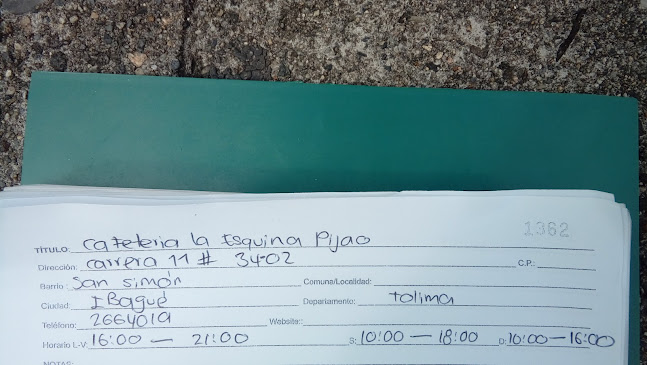 1362
TÍTULO: Cafeteria la Esquina Pijao
Dirección: carrera 11 # 34-02 C.P.:
Barrio: San Simón Comuna/Localidad:
Ciudad: IBagué Departamento: tolima
Teléfono: 2664019 Website:
Horario L-V: 16:00 — 21:00 S: 10:00 — 18:00 D: 10:00 — 16:00
NOTAS: